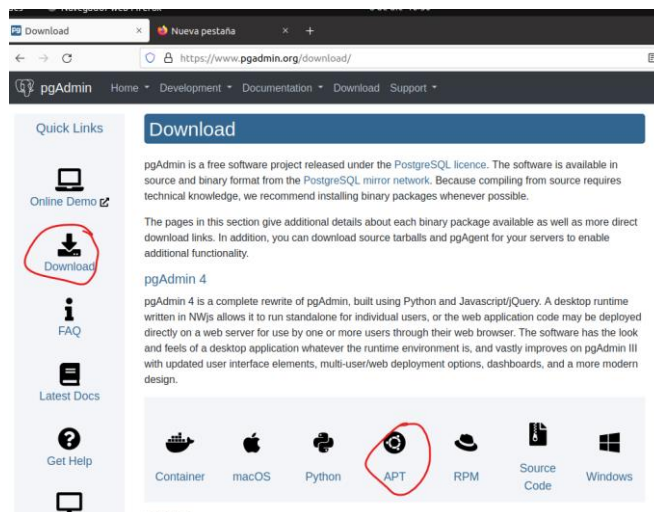 Download
Nueva pestaña
https://www.pgadmin.org/download/
pgAdmin Home Development Documentation Download Support
Quick Links
Online Demo
Download
FAQ
Latest Docs
Get Help
Download
pgAdmin is a free software project released under the PostgreSQL licence. The software is available in
source and binary format from the PostgreSQL mirror network. Because compiling from source requires
technical knowledge, we recommend installing binary packages whenever possible.
The pages in this section give additional details about each binary package available as well as more direct
download links. In addition, you can download source tarballs and pgAgent for your servers to enable
additional functionality.
pgAdmin 4
pgAdmin 4 is a complete rewrite of pgAdmin, built using Python and Javascript/jQuery. A desktop runtime
written in NWjs allows it to run standalone for individual users, or the web application code may be deployed
directly on a web server for use by one or more users through their web browser. The software has the look
and feels of a desktop application whatever the runtime environment is, and vastly improves on pgAdmin III
with updated user interface elements, multi-user/web deployment options, dashboards, and a more modern
design.
Container macOS Python APT RPM Source Code Windows